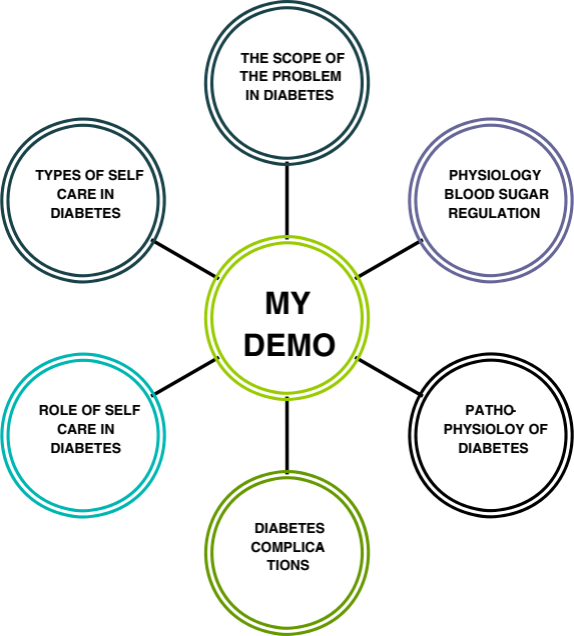 THE SCOPE OF
THE PROBLEM
IN DIABETES
TYPES OF SELF
CARE IN
DIABETES
PHYSIOLOGY
BLOOD SUGAR
REGULATION
MY
DEMO
ROLE OF SELF
CARE IN
DIABETES
PATHO-
PHYSIOLOY OF
DIABETES
DIABETES
COMPLICA
TIONS